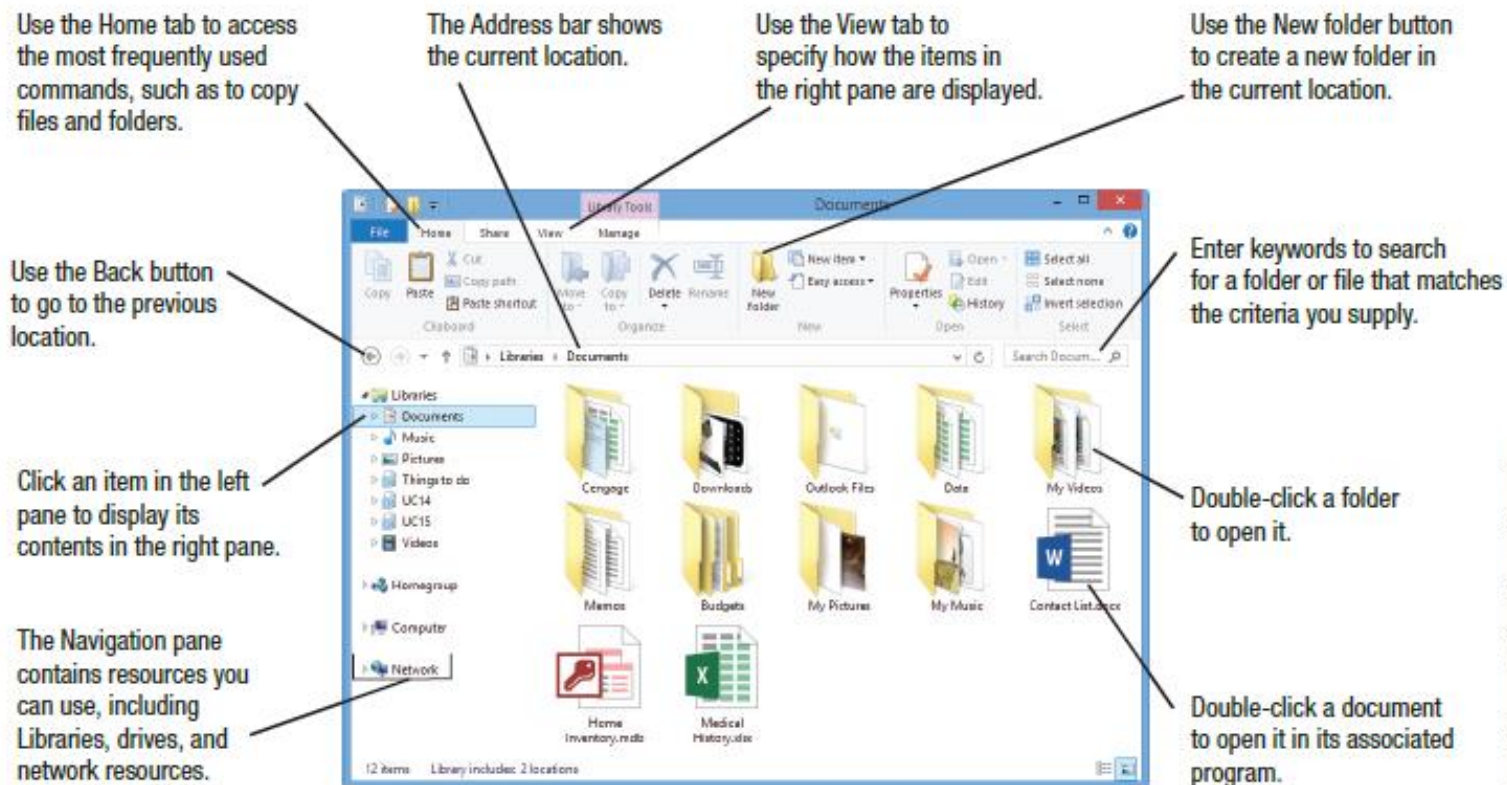 Use the Home tab to access
the most frequently used
commands, such as to copy
files and folders.
The Address bar shows
the current location.
Use the View tab to
specify how the items in
the right pane are displayed.
Use the New folder button
to create a new folder in
the current location.
Library Tools
Documents
File Home Share View Manage
Copy
Paste
Cut
Copy path
Paste shortcut
Clipboard
Move to
Copy to
Delete
Rename
Organize
New folder
New item
Easy access
New
Properties
Open
Edit
History
Open
Select all
Select none
Invert selection
Select
Use the Back button
to go to the previous
location.
Enter keywords to search
for a folder or file that matches
the criteria you supply.
Libraries Documents
Search Docum...
Libraries
Documents
Music
Pictures
Things to do
UC14
UC15
Videos
Homegroup
Computer
Network
Cengage
Downloads
Outlook Files
Data
My Videos
Memos
Budgets
My Pictures
My Music
W
Contact List.docx
Home
Inventory.mdb
X
Medical
History.xlsx
12 items Library includes: 2 locations
Click an item in the left
pane to display its
contents in the right pane.
The Navigation pane
contains resources you
can use, including
Libraries, drives, and
network resources.
Double-click a folder
to open it.
Double-click a document
to open it in its associated
program.